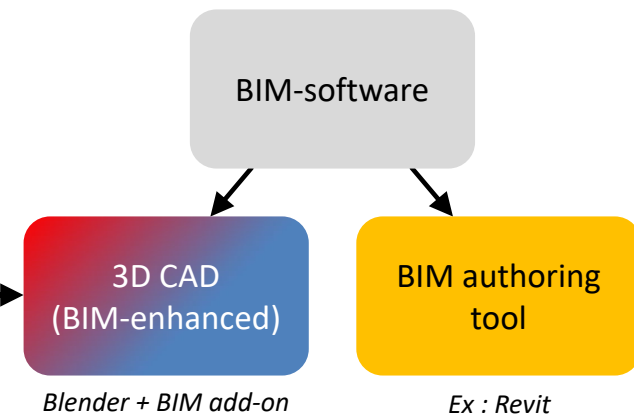 BIM-software
3D CAD
(BIM-enhanced)
BIM authoring
tool
Blender + BIM add-on
Ex : Revit